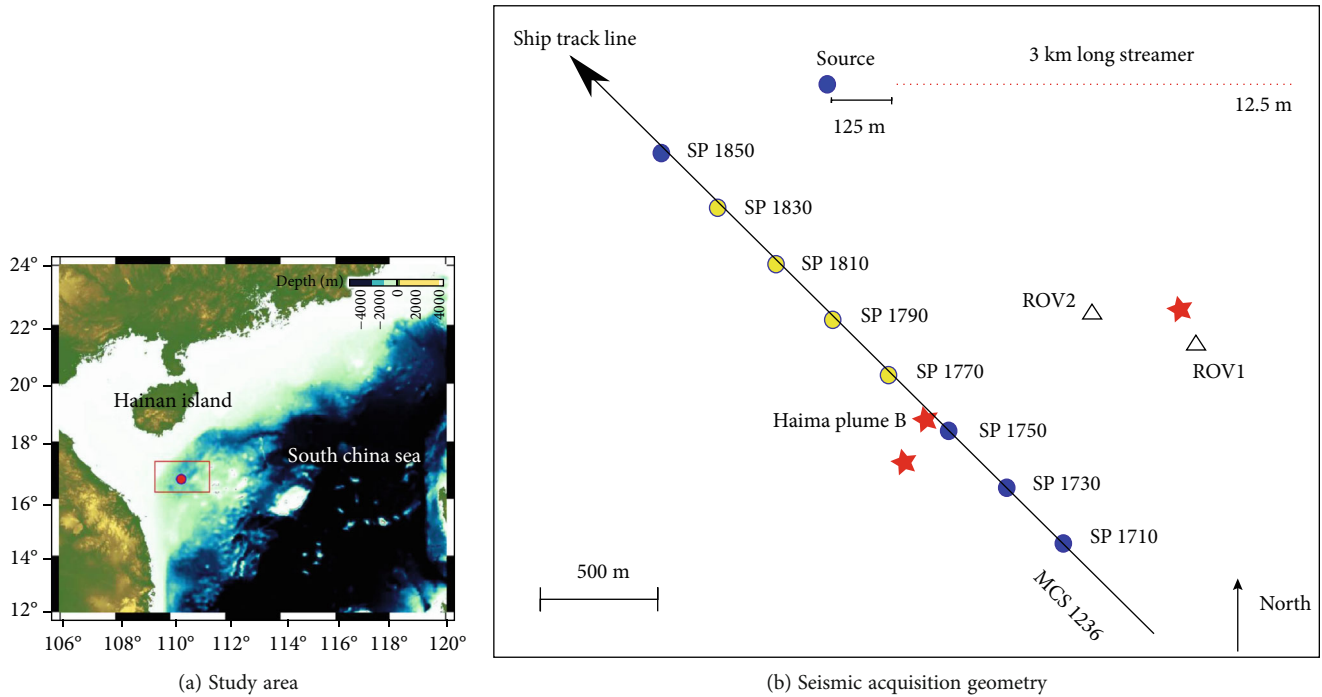 24°
22°
20°
18°
16°
14°
12°
106°
108°
110°
112°
114°
116°
118°
120°
Depth (m)
−4000
−2000
0
2000
4000
Hainan island
South china sea
(a) Study area
Ship track line
Source
3 km long streamer
125 m
12.5 m
SP 1850
SP 1830
SP 1810
SP 1790
SP 1770
SP 1750
SP 1730
SP 1710
ROV2
ROV1
Haima plume B
500 m
MCS 1236
North
(b) Seismic acquisition geometry